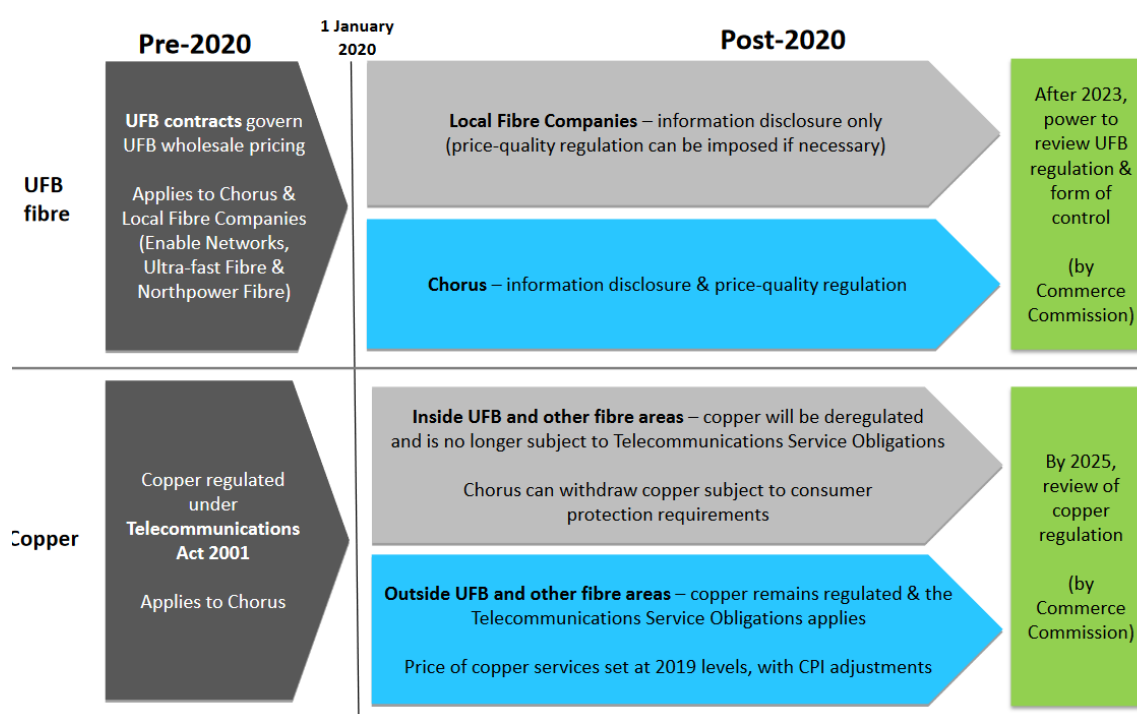 Pre-2020
1 January
2020
Post-2020
UFB
fibre
UFB contracts govern
UFB wholesale pricing
Applies to Chorus &
Local Fibre Companies
(Enable Networks,
Ultra-fast Fibre &
Northpower Fibre)
Local Fibre Companies – information disclosure only
(price-quality regulation can be imposed if necessary)
Chorus – information disclosure & price-quality regulation
After 2023,
power to
review UFB
regulation &
form of
control
(by
Commerce
Commission)
Copper
Copper regulated
under
Telecommunications
Act 2001
Applies to Chorus
Inside UFB and other fibre areas – copper will be deregulated
and is no longer subject to Telecommunications Service Obligations
Chorus can withdraw copper subject to consumer
protection requirements
Outside UFB and other fibre areas – copper remains regulated & the
Telecommunications Service Obligations applies
Price of copper services set at 2019 levels, with CPI adjustments
By 2025,
review of
copper
regulation
(by
Commerce
Commission)